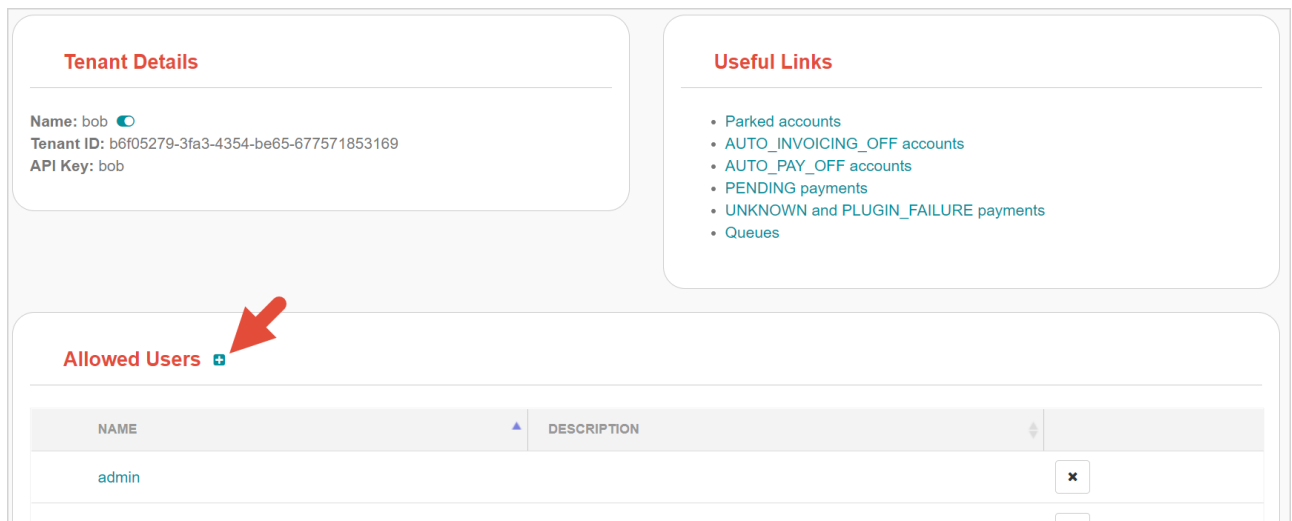 Tenant Details
Name: bob
Tenant ID: b6f05279-3fa3-4354-be65-677571853169
API Key: bob
Useful Links
• Parked accounts
• AUTO_INVOICING_OFF accounts
• AUTO_PAY_OFF accounts
• PENDING payments
• UNKNOWN and PLUGIN_FAILURE payments
• Queues
Allowed Users
NAME DESCRIPTION
admin